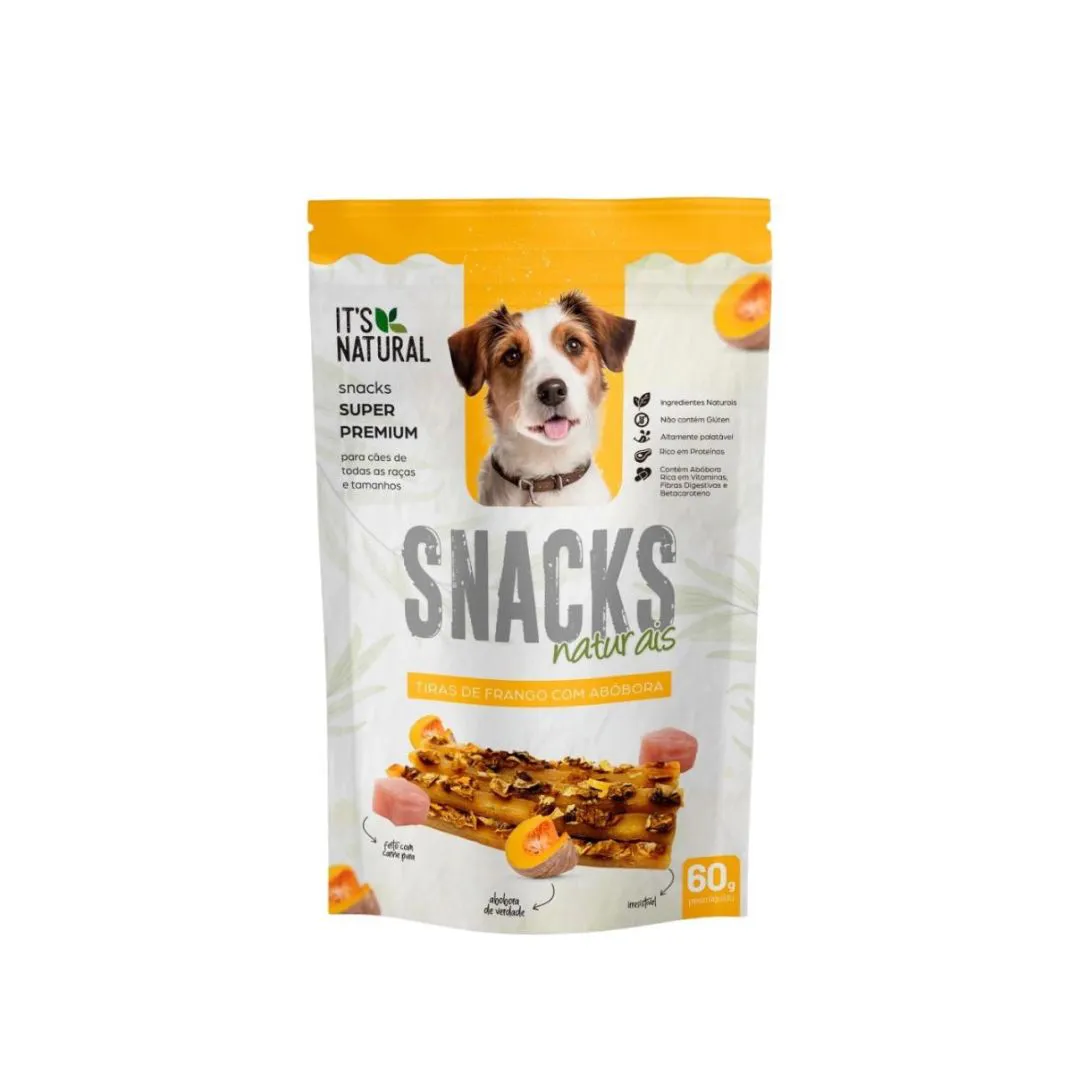 IT'S
NATURAL
snacks
SUPER
PREMIUM
para cães de
todas as raças
e tamanhos
Ingredientes Naturais
Não contém Glúten
Altamente palatável
Rico em Proteínas
Contém Abóbora
Rica em Vitaminas,
Fibras Digestivas e
Betacaroteno
SNACKS
naturais
TIRAS DE FRANGO COM ABÓBORA
feito com
carne pura
abóbora
de verdade
irresistível
60g
peso líquido